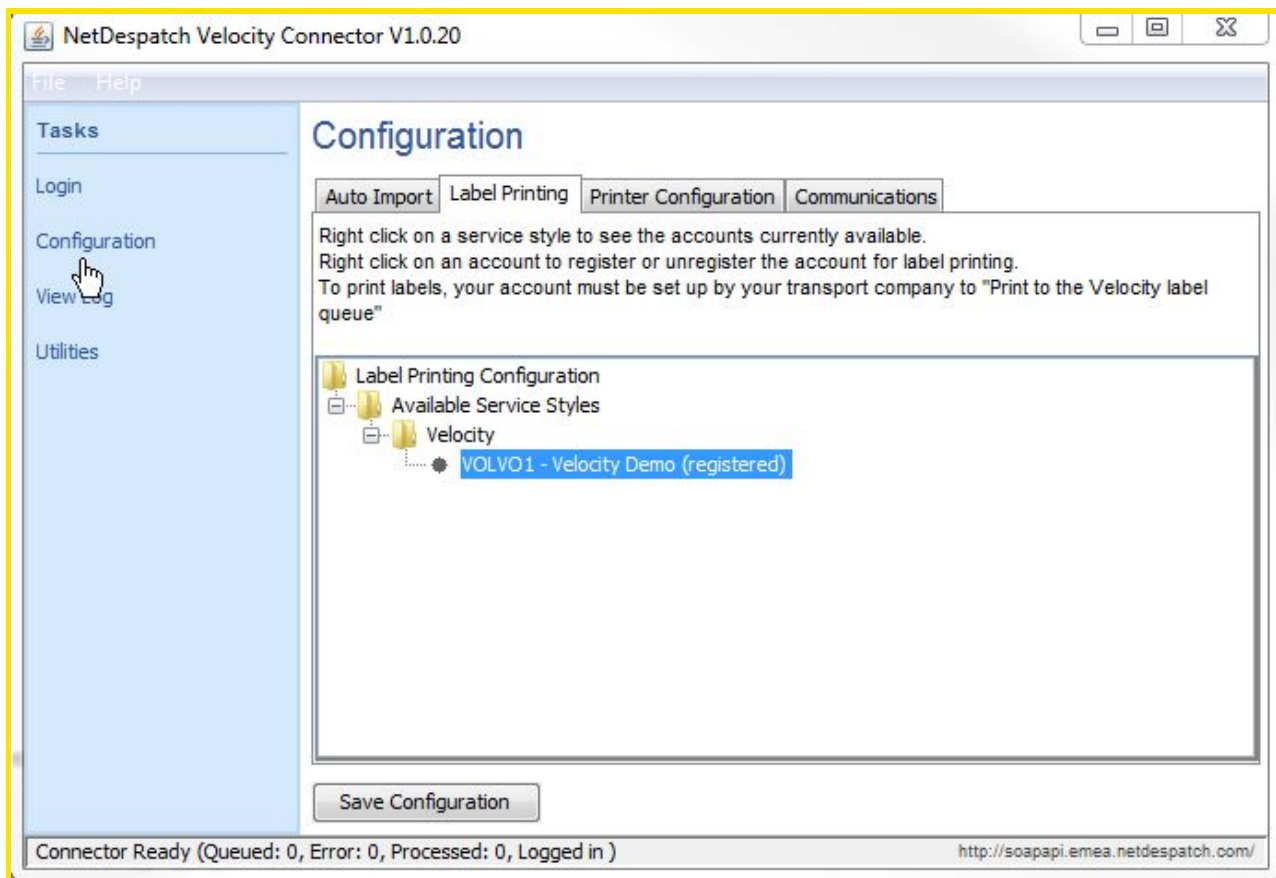 NetDespatch Velocity Connector V1.0.20
File Help
Tasks
Login
Configuration
View Log
Utilities
Configuration
Auto Import Label Printing Printer Configuration Communications
Right click on a service style to see the accounts currently available.
Right click on an account to register or unregister the account for label printing.
To print labels, your account must be set up by your transport company to "Print to the Velocity label
queue"
Label Printing Configuration
Available Service Styles
Velocity
VOLVO1 - Velocity Demo (registered)
Save Configuration
Connector Ready (Queued: 0, Error: 0, Processed: 0, Logged in ) http://soapapi.emea.netdespatch.com/